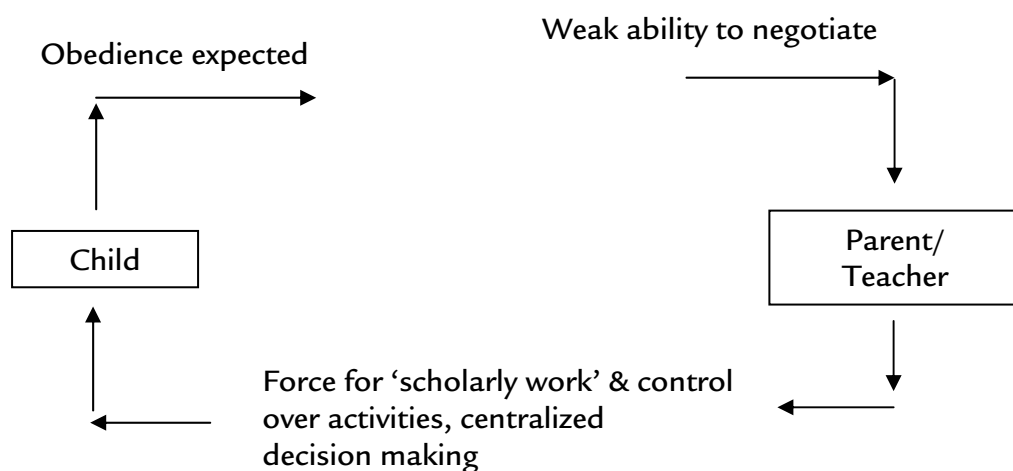 Weak ability to negotiate
Obedience expected
Child
Parent/
Teacher
Force for ‘scholarly work’ & control
over activities, centralized
decision making